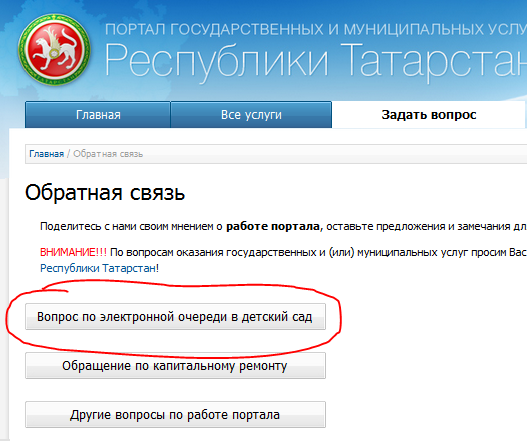 ПОРТАЛ ГОСУДАРСТВЕННЫХ И МУНИЦИПАЛЬНЫХ УСЛУ
Республики Татарстан
Главная Все услуги Задать вопрос
Главная / Обратная связь
Обратная связь
Поделитесь с нами своим мнением о работе портала, оставьте предложения и замечания дл
ВНИМАНИЕ!!! По вопросам оказания государственных и (или) муниципальных услуг просим Вас
Республики Татарстан!
Вопрос по электронной очереди в детский сад
Обращение по капитальному ремонту
Другие вопросы по работе портала